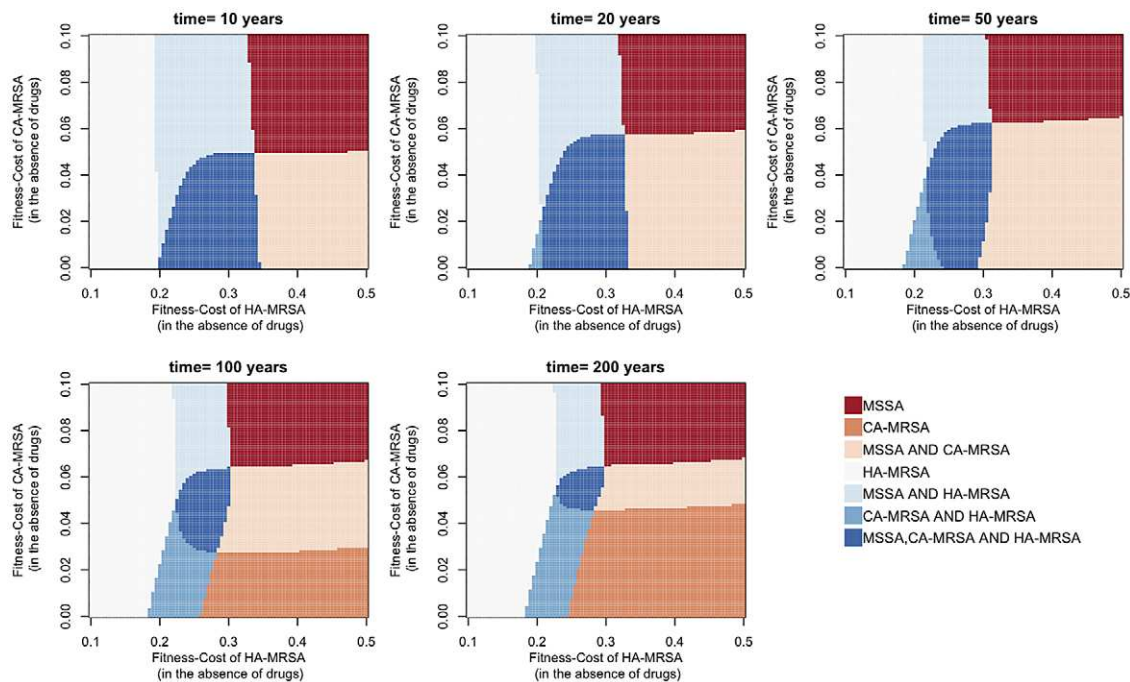 time= 10 years
0.00 0.02 0.04 0.06 0.08 0.10
Fitness-Cost of CA-MRSA
(in the absence of drugs)
0.1 0.2 0.3 0.4 0.5
Fitness-Cost of HA-MRSA
(in the absence of drugs)
time= 20 years
0.00 0.02 0.04 0.06 0.08 0.10
Fitness-Cost of CA-MRSA
(in the absence of drugs)
0.1 0.2 0.3 0.4 0.5
Fitness-Cost of HA-MRSA
(in the absence of drugs)
time= 50 years
0.00 0.02 0.04 0.06 0.08 0.10
Fitness-Cost of CA-MRSA
(in the absence of drugs)
0.1 0.2 0.3 0.4 0.5
Fitness-Cost of HA-MRSA
(in the absence of drugs)
time= 100 years
0.00 0.02 0.04 0.06 0.08 0.10
Fitness-Cost of CA-MRSA
(in the absence of drugs)
0.1 0.2 0.3 0.4 0.5
Fitness-Cost of HA-MRSA
(in the absence of drugs)
time= 200 years
0.00 0.02 0.04 0.06 0.08 0.10
Fitness-Cost of CA-MRSA
(in the absence of drugs)
0.1 0.2 0.3 0.4 0.5
Fitness-Cost of HA-MRSA
(in the absence of drugs)
MSSA
CA-MRSA
MSSA AND CA-MRSA
HA-MRSA
MSSA AND HA-MRSA
CA-MRSA AND HA-MRSA
MSSA,CA-MRSA AND HA-MRSA